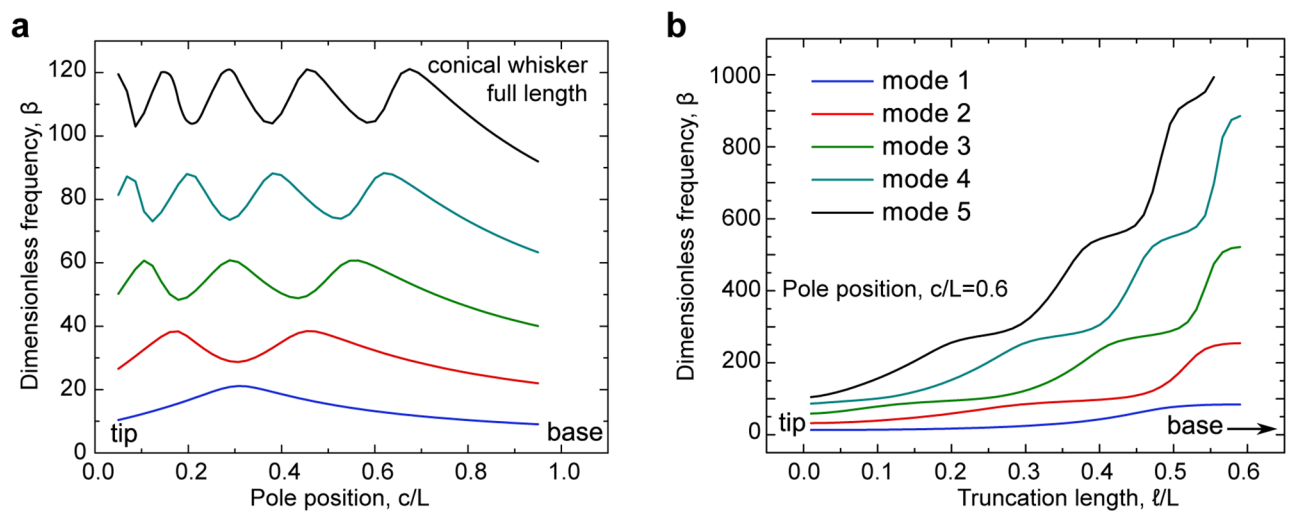 a
conical whisker
full length
Dimensionless frequency, β
120
100
80
60
40
20
0
tip
base
0.0 0.2 0.4 0.6 0.8 1.0
Pole position, c/L
b
mode 1
mode 2
mode 3
mode 4
mode 5
Pole position, c/L=0.6
Dimensionless frequency, β
1000
800
600
400
200
0
tip
base
0.0 0.1 0.2 0.3 0.4 0.5 0.6
Truncation length, ℓ/L